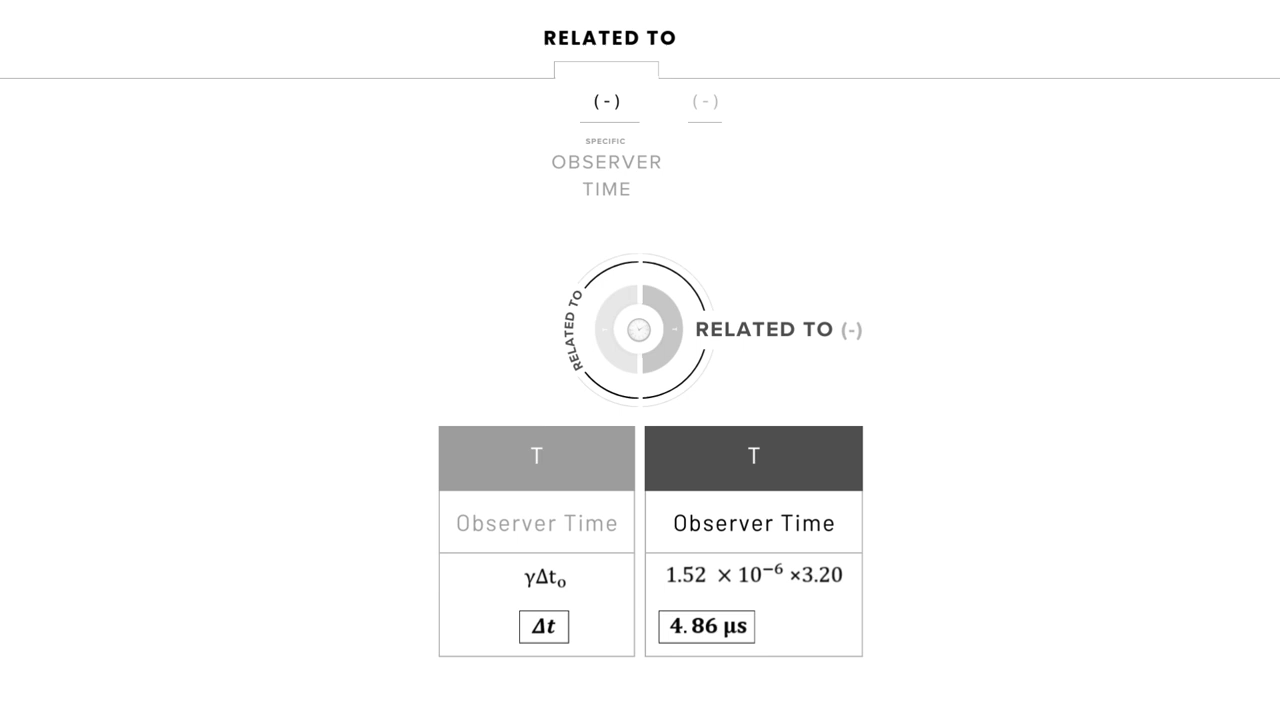 RELATED TO
(-) (-)
SPECIFIC
OBSERVER
TIME
RELATED TO
RELATED TO (-)
T T
Observer Time Observer Time
γΔt₀ 1.52 × 10⁻⁶ ×3.20
Δt 4.86 μs